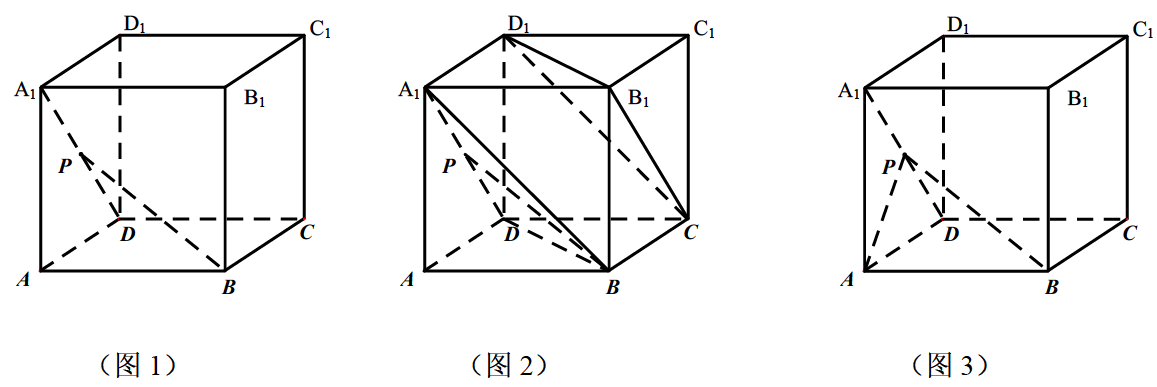 D₁ C₁
A₁ B₁
P
D C
A B
(图 1)
D₁ C₁
A₁ B₁
P
D C
A B
(图 2)
D₁ C₁
A₁ B₁
P
D C
A B
(图 3)